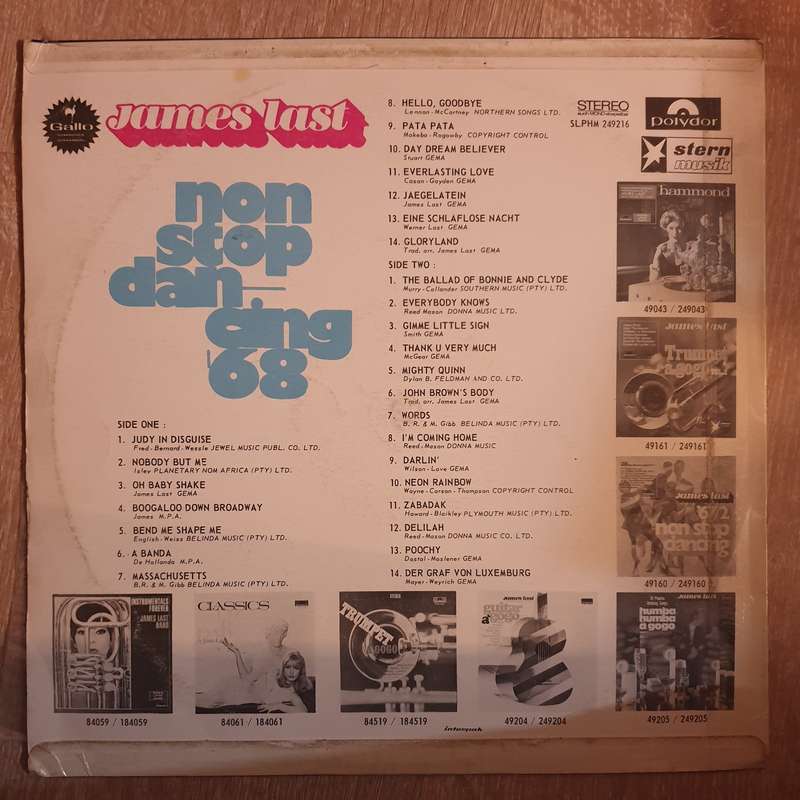 Gallo
James last
non
stop
dan-
cing
'68
SIDE ONE :
1. JUDY IN DISGUISE
Fred - Bernard - Wessle JEWEL MUSIC PUBL. CO. LTD.
2. NOBODY BUT ME
Isley PLANETARY NOM AFRICA (PTY) LTD.
3. OH BABY SHAKE
James Last GEMA
4. BOOGALOO DOWN BROADWAY
James M.P.A.
5. BEND ME SHAPE ME
English - Weiss BELINDA MUSIC (PTY) LTD.
6. A BANDA
De Hollanda M.P.A.
7. MASSACHUSETTS
B.R. & M. Gibb BELINDA MUSIC (PTY) LTD.
8. HELLO, GOODBYE
Lennon - McCartney NORTHERN SONGS LTD.
9. PATA PATA
Makeba - Ragowby COPYRIGHT CONTROL
10. DAY DREAM BELIEVER
Stuart GEMA
11. EVERLASTING LOVE
Cason - Gayden GEMA
12. JAEGELATEIN
James Last GEMA
13. EINE SCHLAFLOSE NACHT
Werner Last GEMA
14. GLORYLAND
Trad. arr. James Last GEMA
SIDE TWO :
1. THE BALLAD OF BONNIE AND CLYDE
Murry - Callander SOUTHERN MUSIC (PTY) LTD.
2. EVERYBODY KNOWS
Reed Mason DONNA MUSIC LTD.
3. GIMME LITTLE SIGN
Smith GEMA
4. THANK U VERY MUCH
McGear GEMA
5. MIGHTY QUINN
Dylan B. FELDMAN AND CO. LTD.
6. JOHN BROWN'S BODY
Trad. arr. James Last GEMA
7. WORDS
B. R. & M. Gibb BELINDA MUSIC (PTY) LTD.
8. I'M COMING HOME
Reed - Mason DONNA MUSIC
9. DARLIN'
Wilson - Love GEMA
10. NEON RAINBOW
Wayne - Carson - Thompson COPYRIGHT CONTROL
11. ZABADAK
Howard - Blaikley PLYMOUTH MUSIC (PTY) LTD.
12. DELILAH
Reed - Mason DONNA MUSIC CO. LTD.
13. POOCHY
Dostal - Moslener GEMA
14. DER GRAF VON LUXEMBURG
Mayer - Weyrich GEMA
STEREO
SLPHM 249216
polydor
stern
musik
hammond
49043 / 249043
james last
Trumpet
a gogo
49161 / 249161
james last
non stop
dancing
49160 / 249160
INSTRUMENTALS
FOREVER
JAMES LAST
BAND
84059 / 184059
CLASSICS
84061 / 184061
TRUMPET
A GOGO
84519 / 184519
james last
guitar
a gogo
49204 / 249204
james last
humba
humba
a gogo
49205 / 249205
interpak